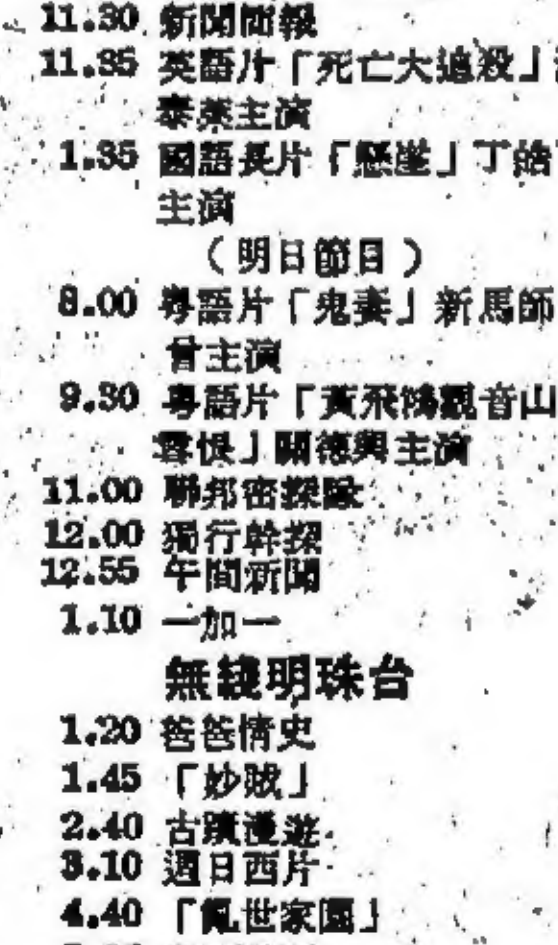 11.30 新聞簡報
11.35 英語片「死亡大追殺」
泰萊主演
1.35 國語長片「懸崖」丁皓
主演
（明日節目）
8.00 粵語片「鬼妻」新馬師
曾主演
9.30 粵語片「黃飛鴻觀音山
雪恨」關德興主演
11.00 聯邦密探隊
12.00 獨行幹探
12.55 午間新聞
1.10 一加一
無綫明珠台
1.20 爸爸情史
1.45 「妙賊」
2.40 古蹟漫遊
3.10 週日西片
4.40 「亂世家園」